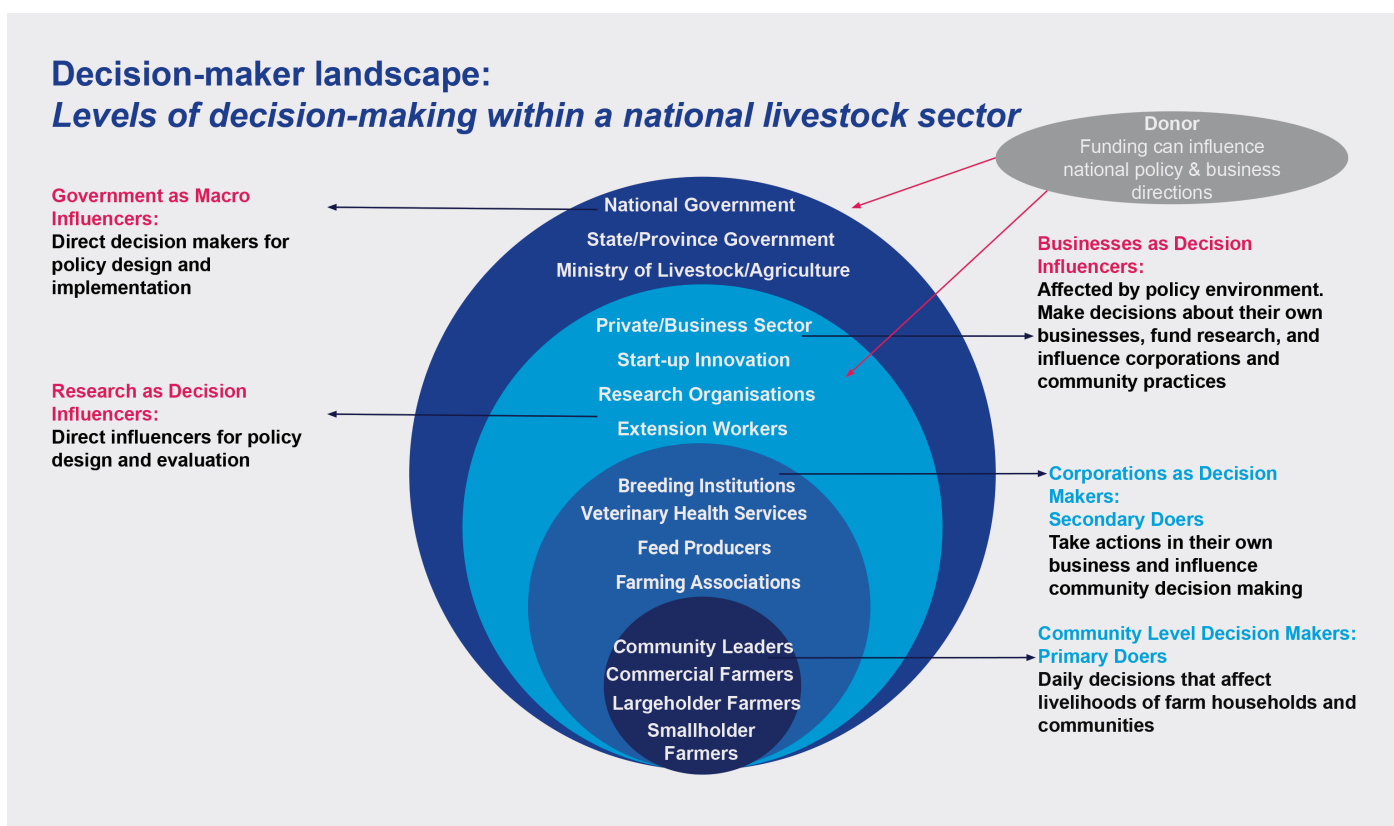 Decision-maker landscape:
Levels of decision-making within a national livestock sector
Donor
Funding can influence
national policy & business
directions
Government as Macro
Influencers:
Direct decision makers for
policy design and
implementation
Research as Decision
Influencers:
Direct influencers for policy
design and evaluation
National Government
State/Province Government
Ministry of Livestock/Agriculture
Private/Business Sector
Start-up Innovation
Research Organisations
Extension Workers
Breeding Institutions
Veterinary Health Services
Feed Producers
Farming Associations
Community Leaders
Commercial Farmers
Largeholder Farmers
Smallholder
Farmers
Businesses as Decision
Influencers:
Affected by policy environment.
Make decisions about their own
businesses, fund research, and
influence corporations and
community practices
Corporations as Decision
Makers:
Secondary Doers
Take actions in their own
business and influence
community decision making
Community Level Decision Makers:
Primary Doers
Daily decisions that affect
livelihoods of farm households and
communities